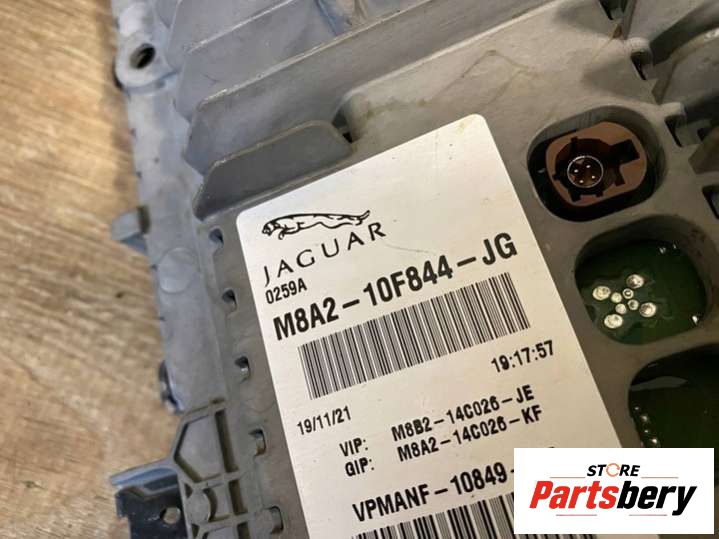 JAGUAR
0259A
M8A2-10F844-JG
19:17:57
19/11/21
VIP: M8B2-14C026-JE
GIP: M8A2-14C026-KF
VPMANF-10849-
STORE
Partsbery